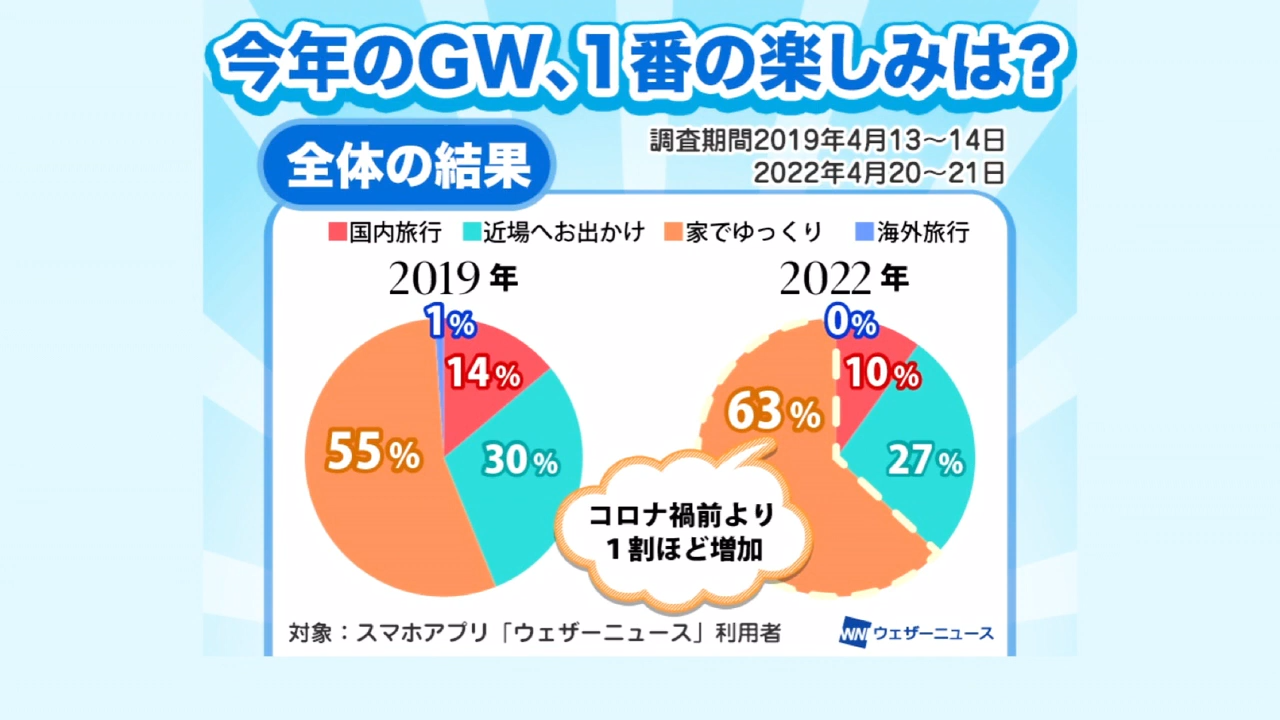 今年のGW、1番の楽しみは?
全体の結果
調査期間2019年4月13〜14日
2022年4月20〜21日
国内旅行 近場へお出かけ 家でゆっくり 海外旅行
2019年
1%
14%
30%
55%
2022年
0%
10%
27%
63%
コロナ禍前より
1割ほど増加
対象：スマホアプリ「ウェザーニュース」利用者
WN ウェザーニュース